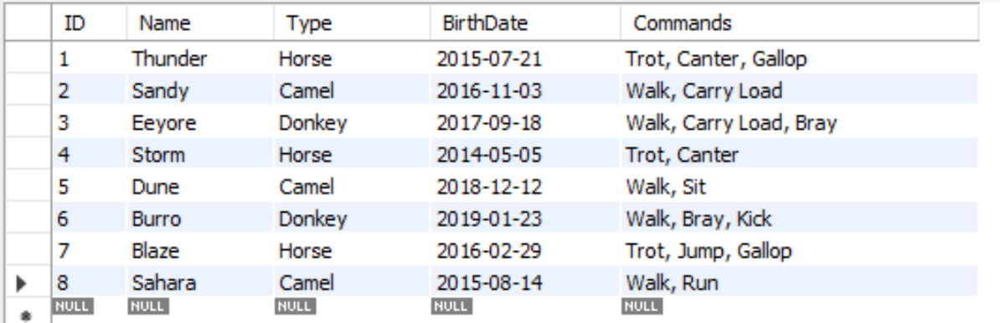 ID Name Type BirthDate Commands
1 Thunder Horse 2015-07-21 Trot, Canter, Gallop
2 Sandy Camel 2016-11-03 Walk, Carry Load
3 Eeyore Donkey 2017-09-18 Walk, Carry Load, Bray
4 Storm Horse 2014-05-05 Trot, Canter
5 Dune Camel 2018-12-12 Walk, Sit
6 Burro Donkey 2019-01-23 Walk, Bray, Kick
7 Blaze Horse 2016-02-29 Trot, Jump, Gallop
8 Sahara Camel 2015-08-14 Walk, Run
NULL NULL NULL NULL NULL